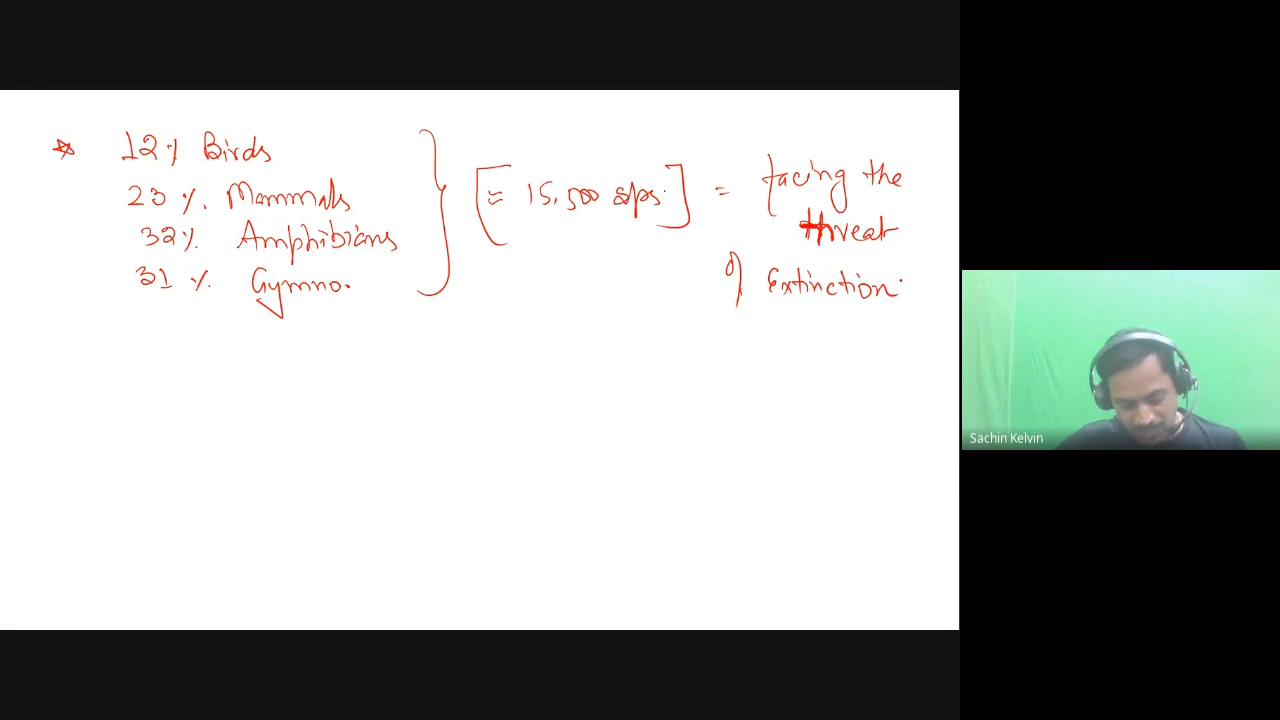 ☆ 12% Birds
23 %. Mammals
32% Amphibians
31 % Gymno.
[≈ 15,500 sps.] = facing the
threat
of Extinction.
Sachin Kelvin